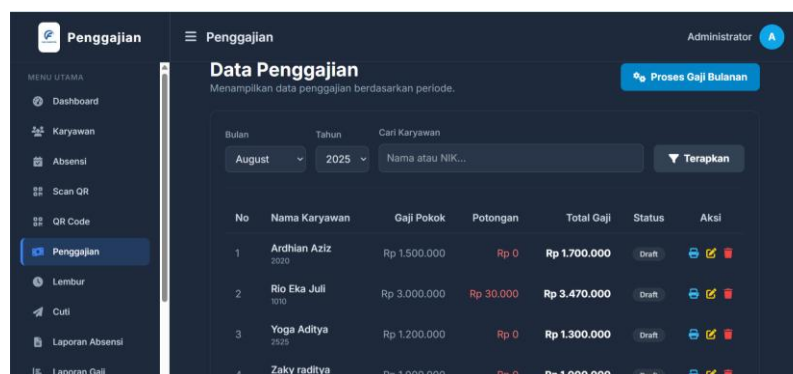 Penggajian
Penggajian
Administrator A
MENU UTAMA
Dashboard
Karyawan
Absensi
Scan QR
QR Code
Penggajian
Lembur
Cuti
Laporan Absensi
Laporan Gaji
Data Penggajian
Menampilkan data penggajian berdasarkan periode.
Proses Gaji Bulanan
Bulan Tahun Cari Karyawan
August 2025 Nama atau NIK... Terapkan
No Nama Karyawan Gaji Pokok Potongan Total Gaji Status Aksi
1 Ardhian Aziz Rp 1.500.000 Rp 0 Rp 1.700.000 Draft
2020
2 Rio Eka Juli Rp 3.000.000 Rp 30.000 Rp 3.470.000 Draft
1010
3 Yoga Aditya Rp 1.200.000 Rp 0 Rp 1.300.000 Draft
2525
Zaky raditya